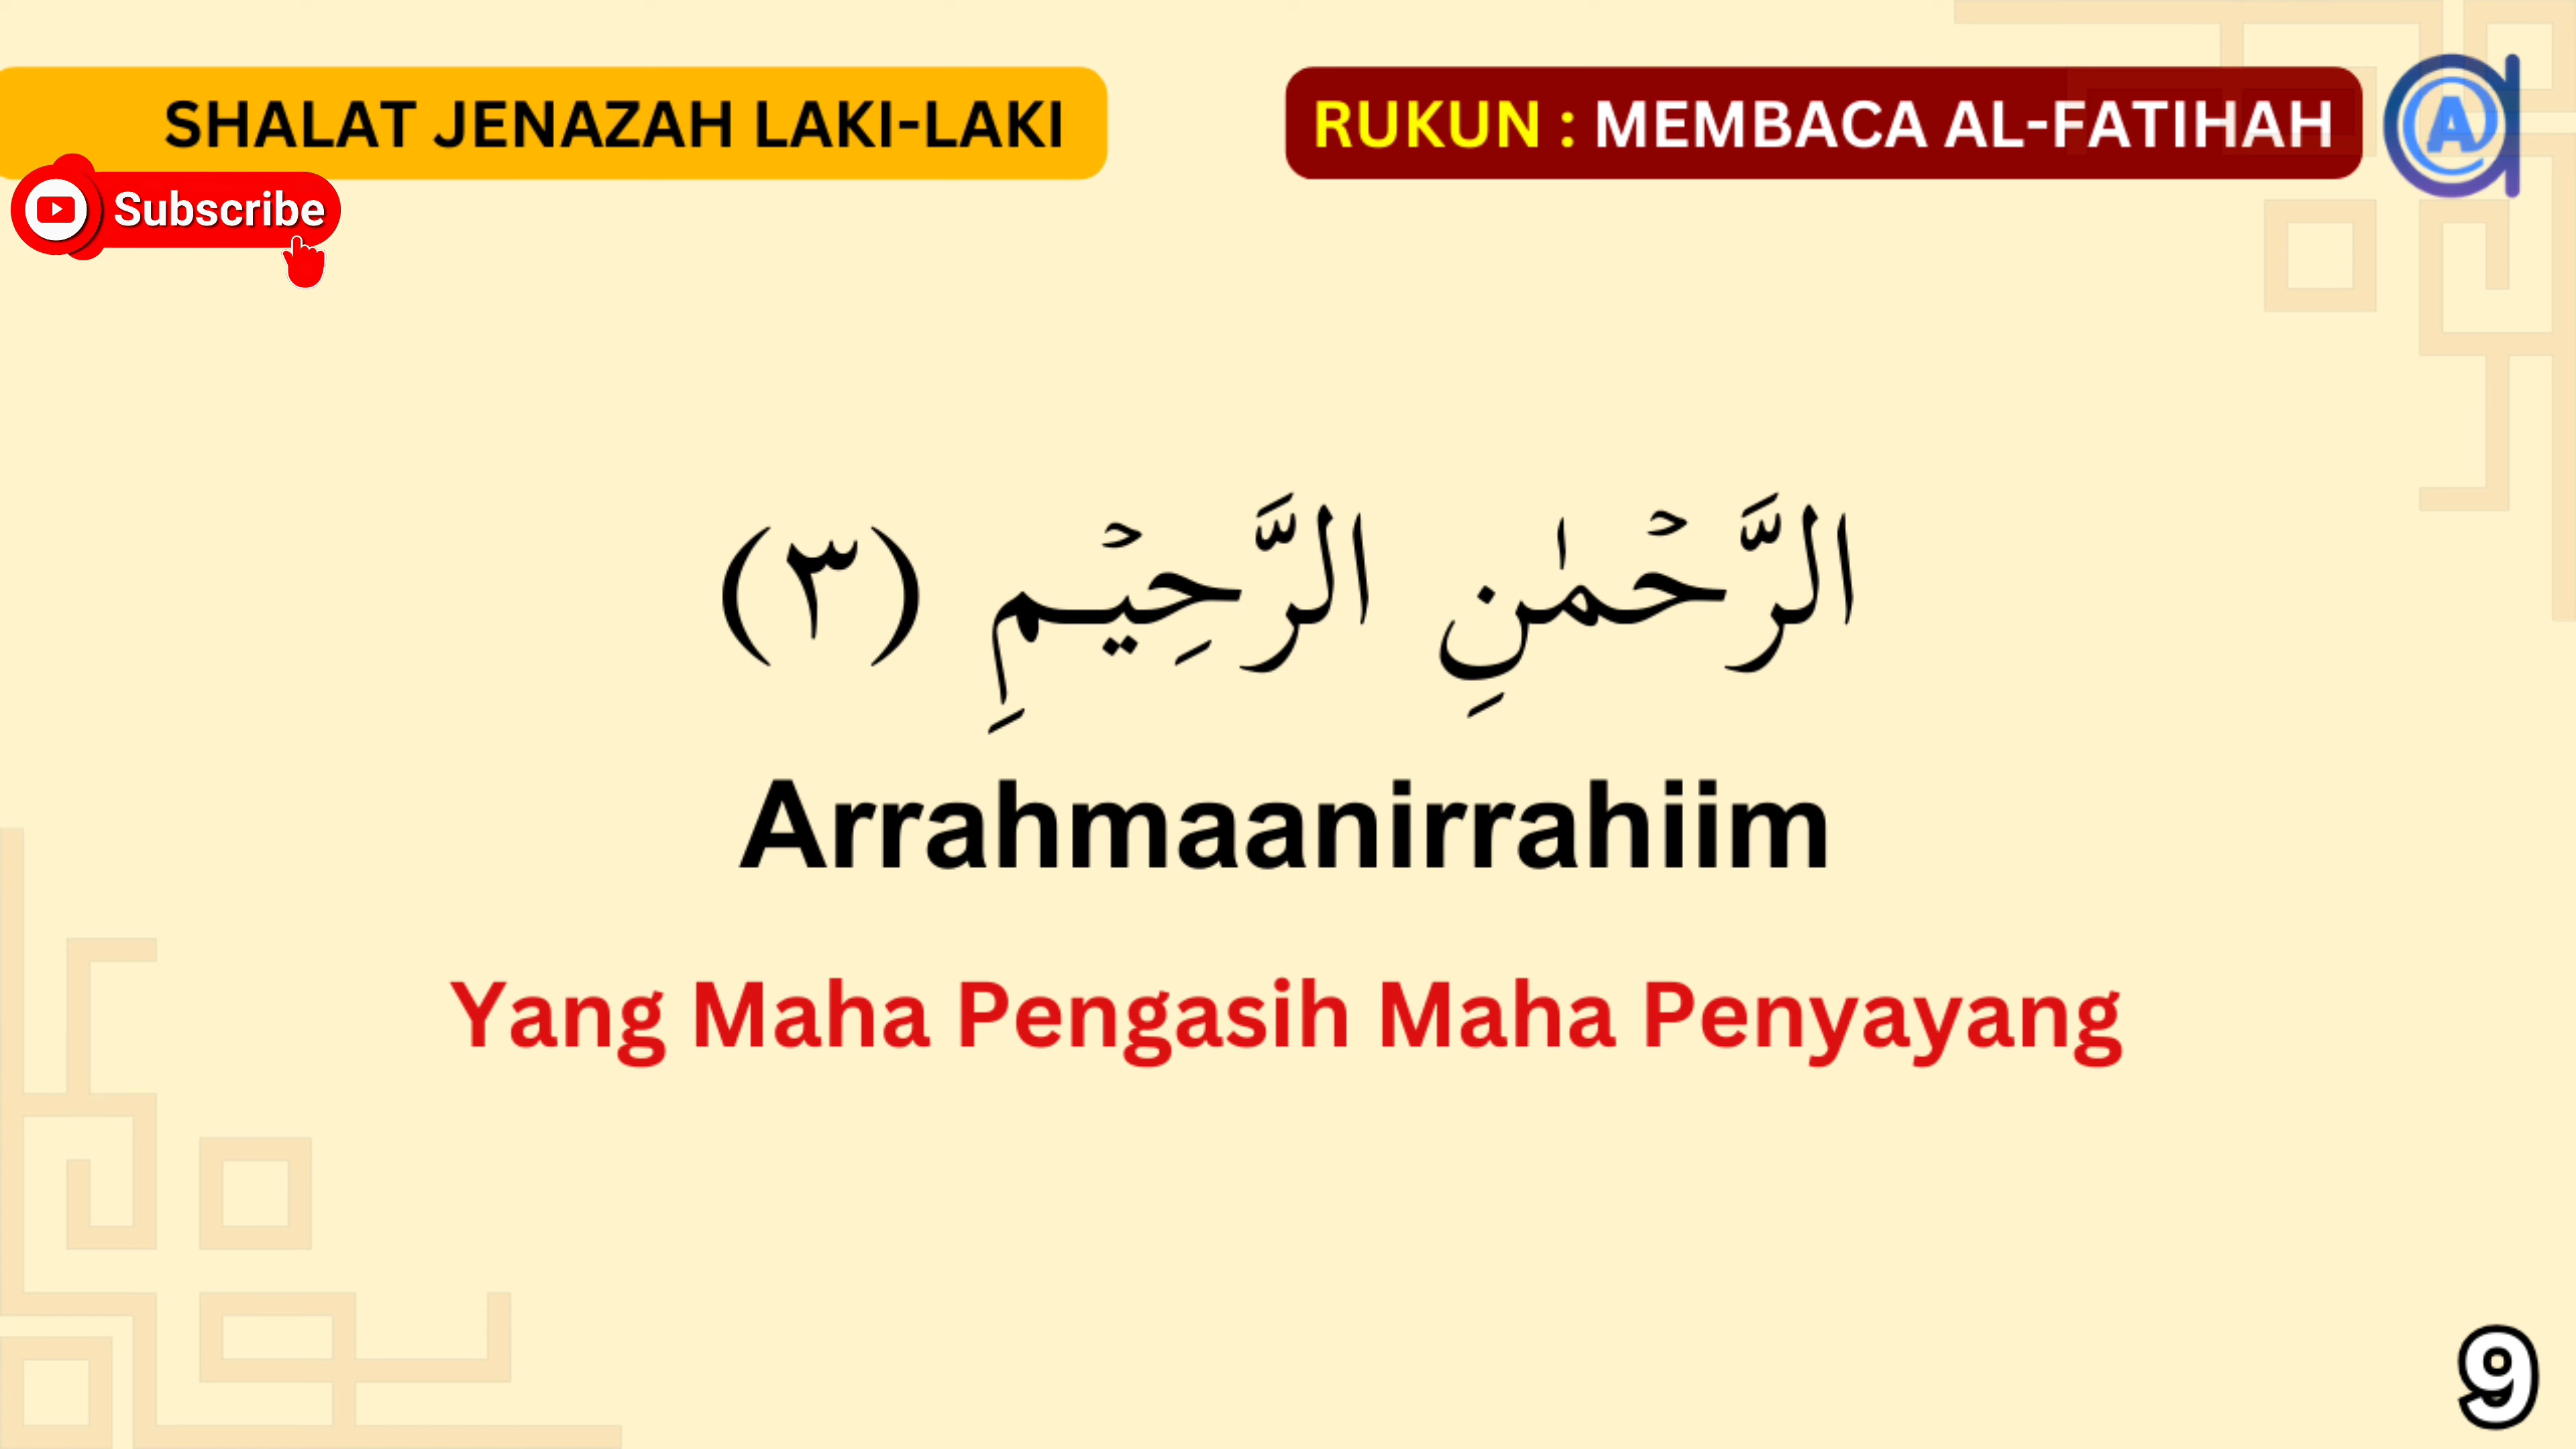 SHALAT JENAZAH LAKI-LAKI
RUKUN : MEMBACA AL-FATIHAH
A
Subscribe
الرَّحْمٰنِ الرَّحِيْمِ (٣)
Arrahmaanirrahiim
Yang Maha Pengasih Maha Penyayang
9